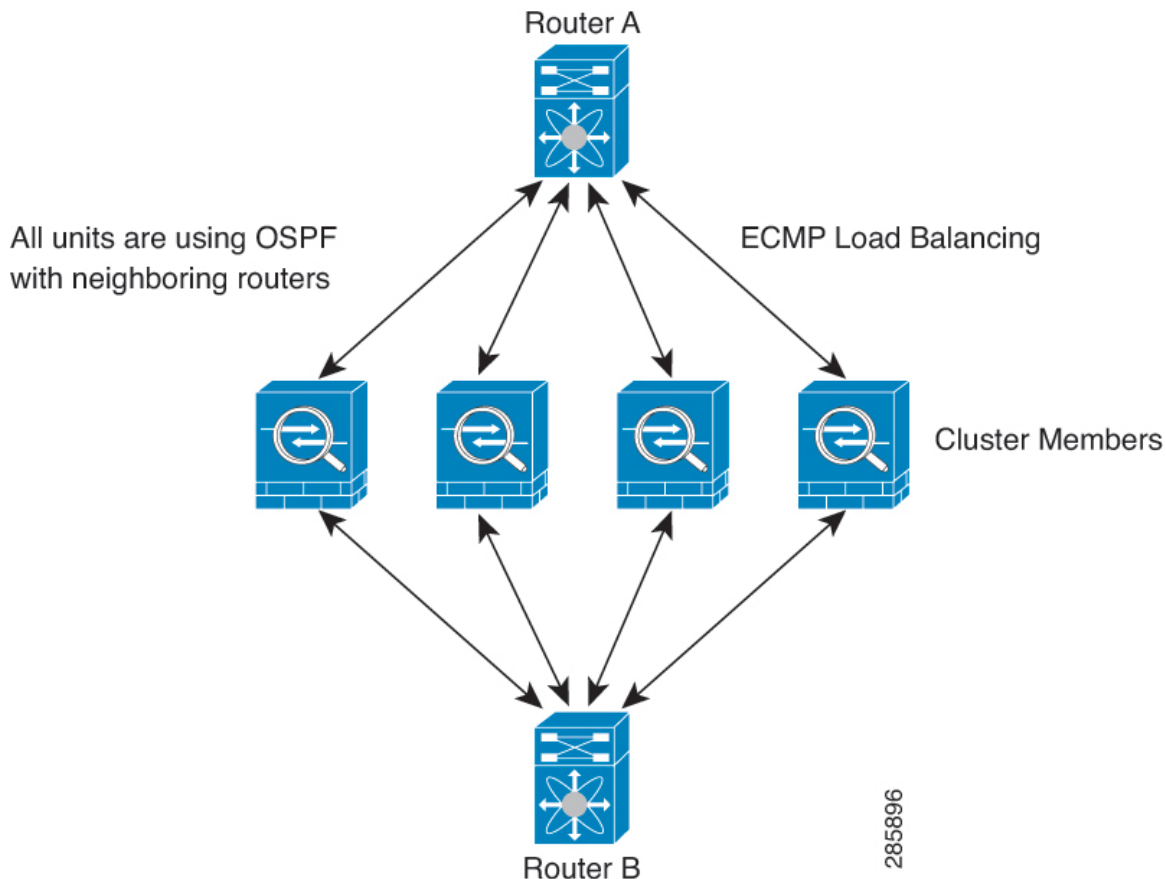 Router A
All units are using OSPF
with neighboring routers
ECMP Load Balancing
Cluster Members
Router B
285896